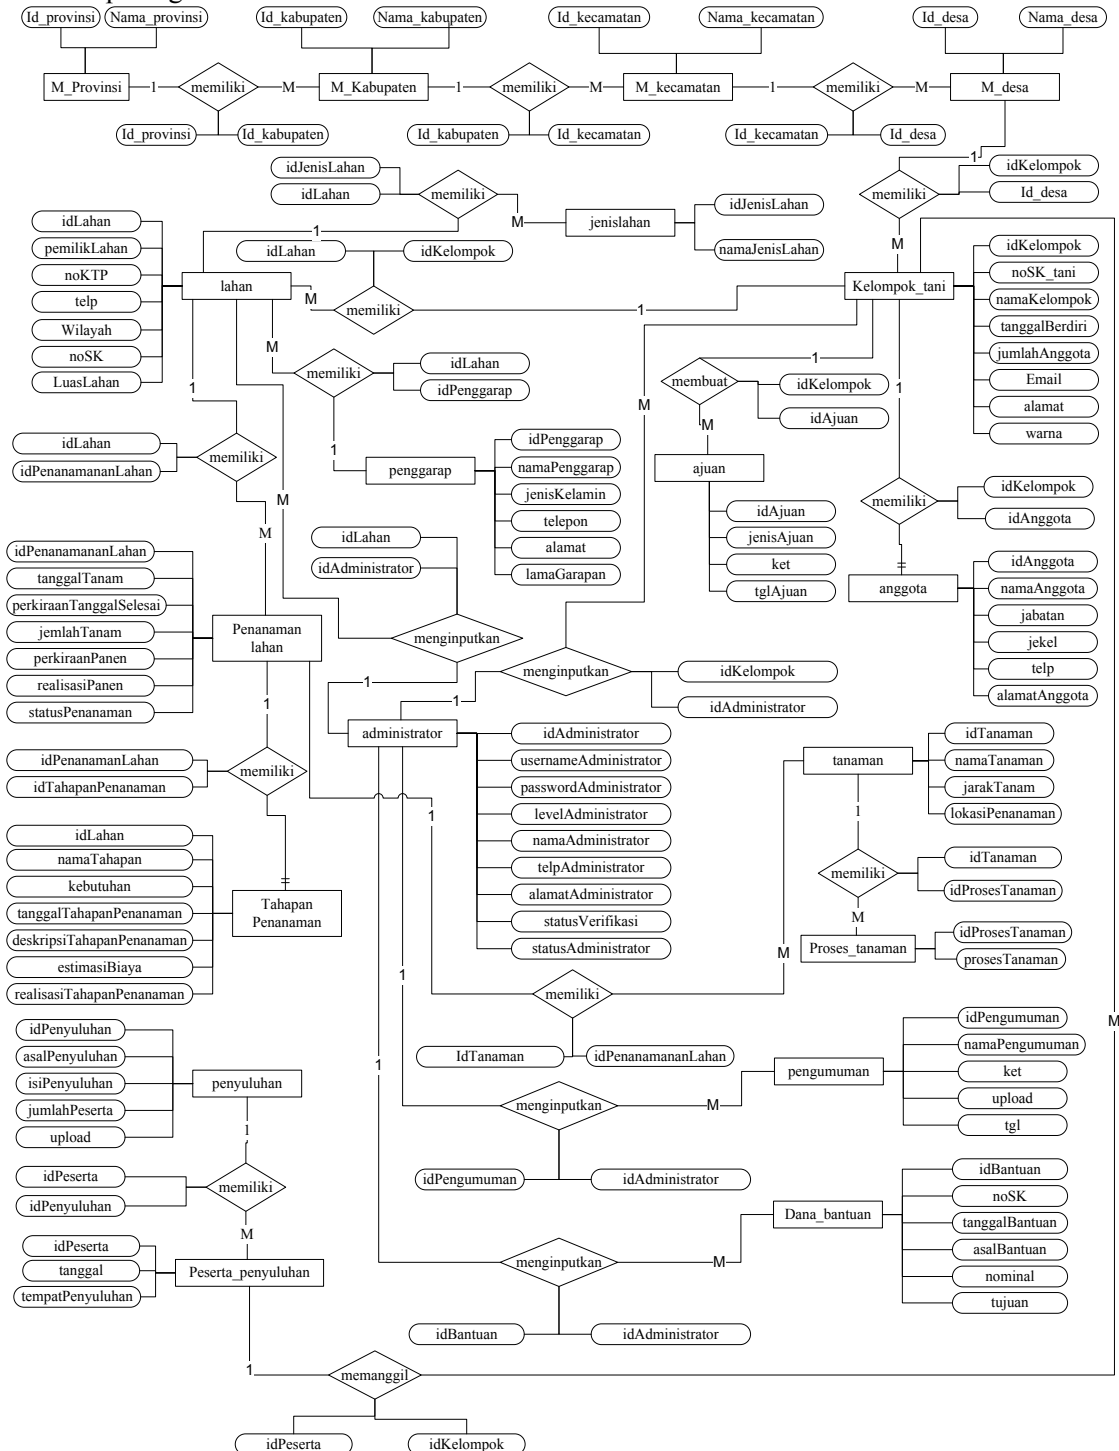 Id_provinsi Nama_provinsi Id_kabupaten Nama_kabupaten Id_kecamatan Nama_kecamatan Id_desa Nama_desa
M_Provinsi 1 memiliki M M_Kabupaten 1 memiliki M M_kecamatan 1 memiliki M M_desa
Id_provinsi Id_kabupaten Id_kabupaten Id_kecamatan Id_kecamatan Id_desa
1
idJenisLahan
idLahan
memiliki
M
jenislahan
idJenisLahan
namaJenisLahan
memiliki
idKelompok
Id_desa
M
1
idLahan
pemilikLahan
noKTP
telp
Wilayah
noSK
LuasLahan
lahan
idLahan
idKelompok
M
memiliki
1
Kelompok_tani
idKelompok
noSK_tani
namaKelompok
tanggalBerdiri
jumlahAnggota
Email
alamat
warna
M
memiliki
idLahan
idPenggarap
1
penggarap
idPenggarap
namaPenggarap
jenisKelamin
telepon
alamat
lamaGarapan
1
membuat
idKelompok
idAjuan
M
ajuan
idAjuan
jenisAjuan
ket
tglAjuan
1
memiliki
idKelompok
idAnggota
anggota
idAnggota
namaAnggota
jabatan
jekel
telp
alamatAnggota
1
idLahan
idPenanamananLahan
memiliki
M
M
M
idLahan
idAdministrator
menginputkan
1
menginputkan
1
idKelompok
idAdministrator
idPenanamananLahan
tanggalTanam
perkiraanTanggalSelesai
jemlahTanam
perkiraanPanen
realisasiPanen
statusPenanaman
Penanaman
lahan
1
idPenanamanLahan
idTahapanPenanaman
memiliki
administrator
idAdministrator
usernameAdministrator
passwordAdministrator
levelAdministrator
namaAdministrator
telpAdministrator
alamatAdministrator
statusVerifikasi
statusAdministrator
tanaman
idTanaman
namaTanaman
jarakTanam
lokasiPenanaman
1
memiliki
idTanaman
idProsesTanaman
M
Proses_tanaman
idProsesTanaman
prosesTanaman
idLahan
namaTahapan
kebutuhan
tanggalTahapanPenanaman
deskripsiTahapanPenanaman
estimasiBiaya
realisasiTahapanPenanaman
Tahapan
Penanaman
1
memiliki
M
IdTanaman
idPenanamananLahan
1
1
M
idPenyuluhan
asalPenyuluhan
isiPenyuluhan
jumlahPeserta
upload
penyuluhan
1
idPeserta
idPenyuluhan
memiliki
M
idPeserta
tanggal
tempatPenyuluhan
Peserta_penyuluhan
menginputkan
M
pengumuman
idPengumuman
namaPengumuman
ket
upload
tgl
idPengumuman
idAdministrator
menginputkan
M
Dana_bantuan
idBantuan
noSK
tanggalBantuan
asalBantuan
nominal
tujuan
idBantuan
idAdministrator
1
memanggil
idPeserta
idKelompok